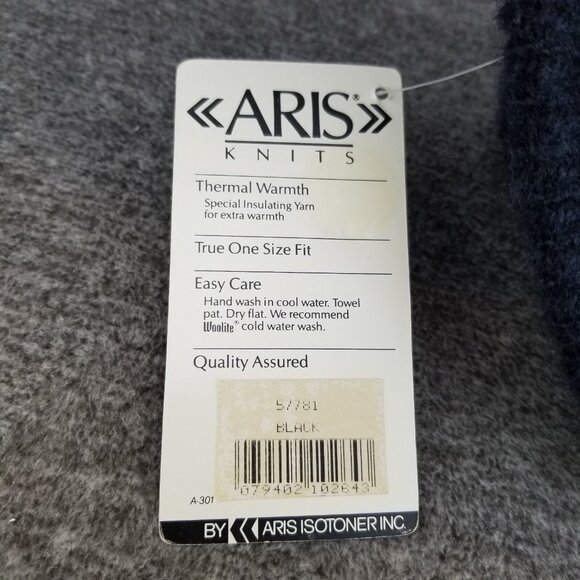 «ARIS®»
KNITS
Thermal Warmth
Special Insulating Yarn
for extra warmth
True One Size Fit
Easy Care
Hand wash in cool water. Towel
pat. Dry flat. We recommend
Woolite® cold water wash.
Quality Assured
57781
BLACK
079402 102643
A-301
BY ARIS ISOTONER INC.